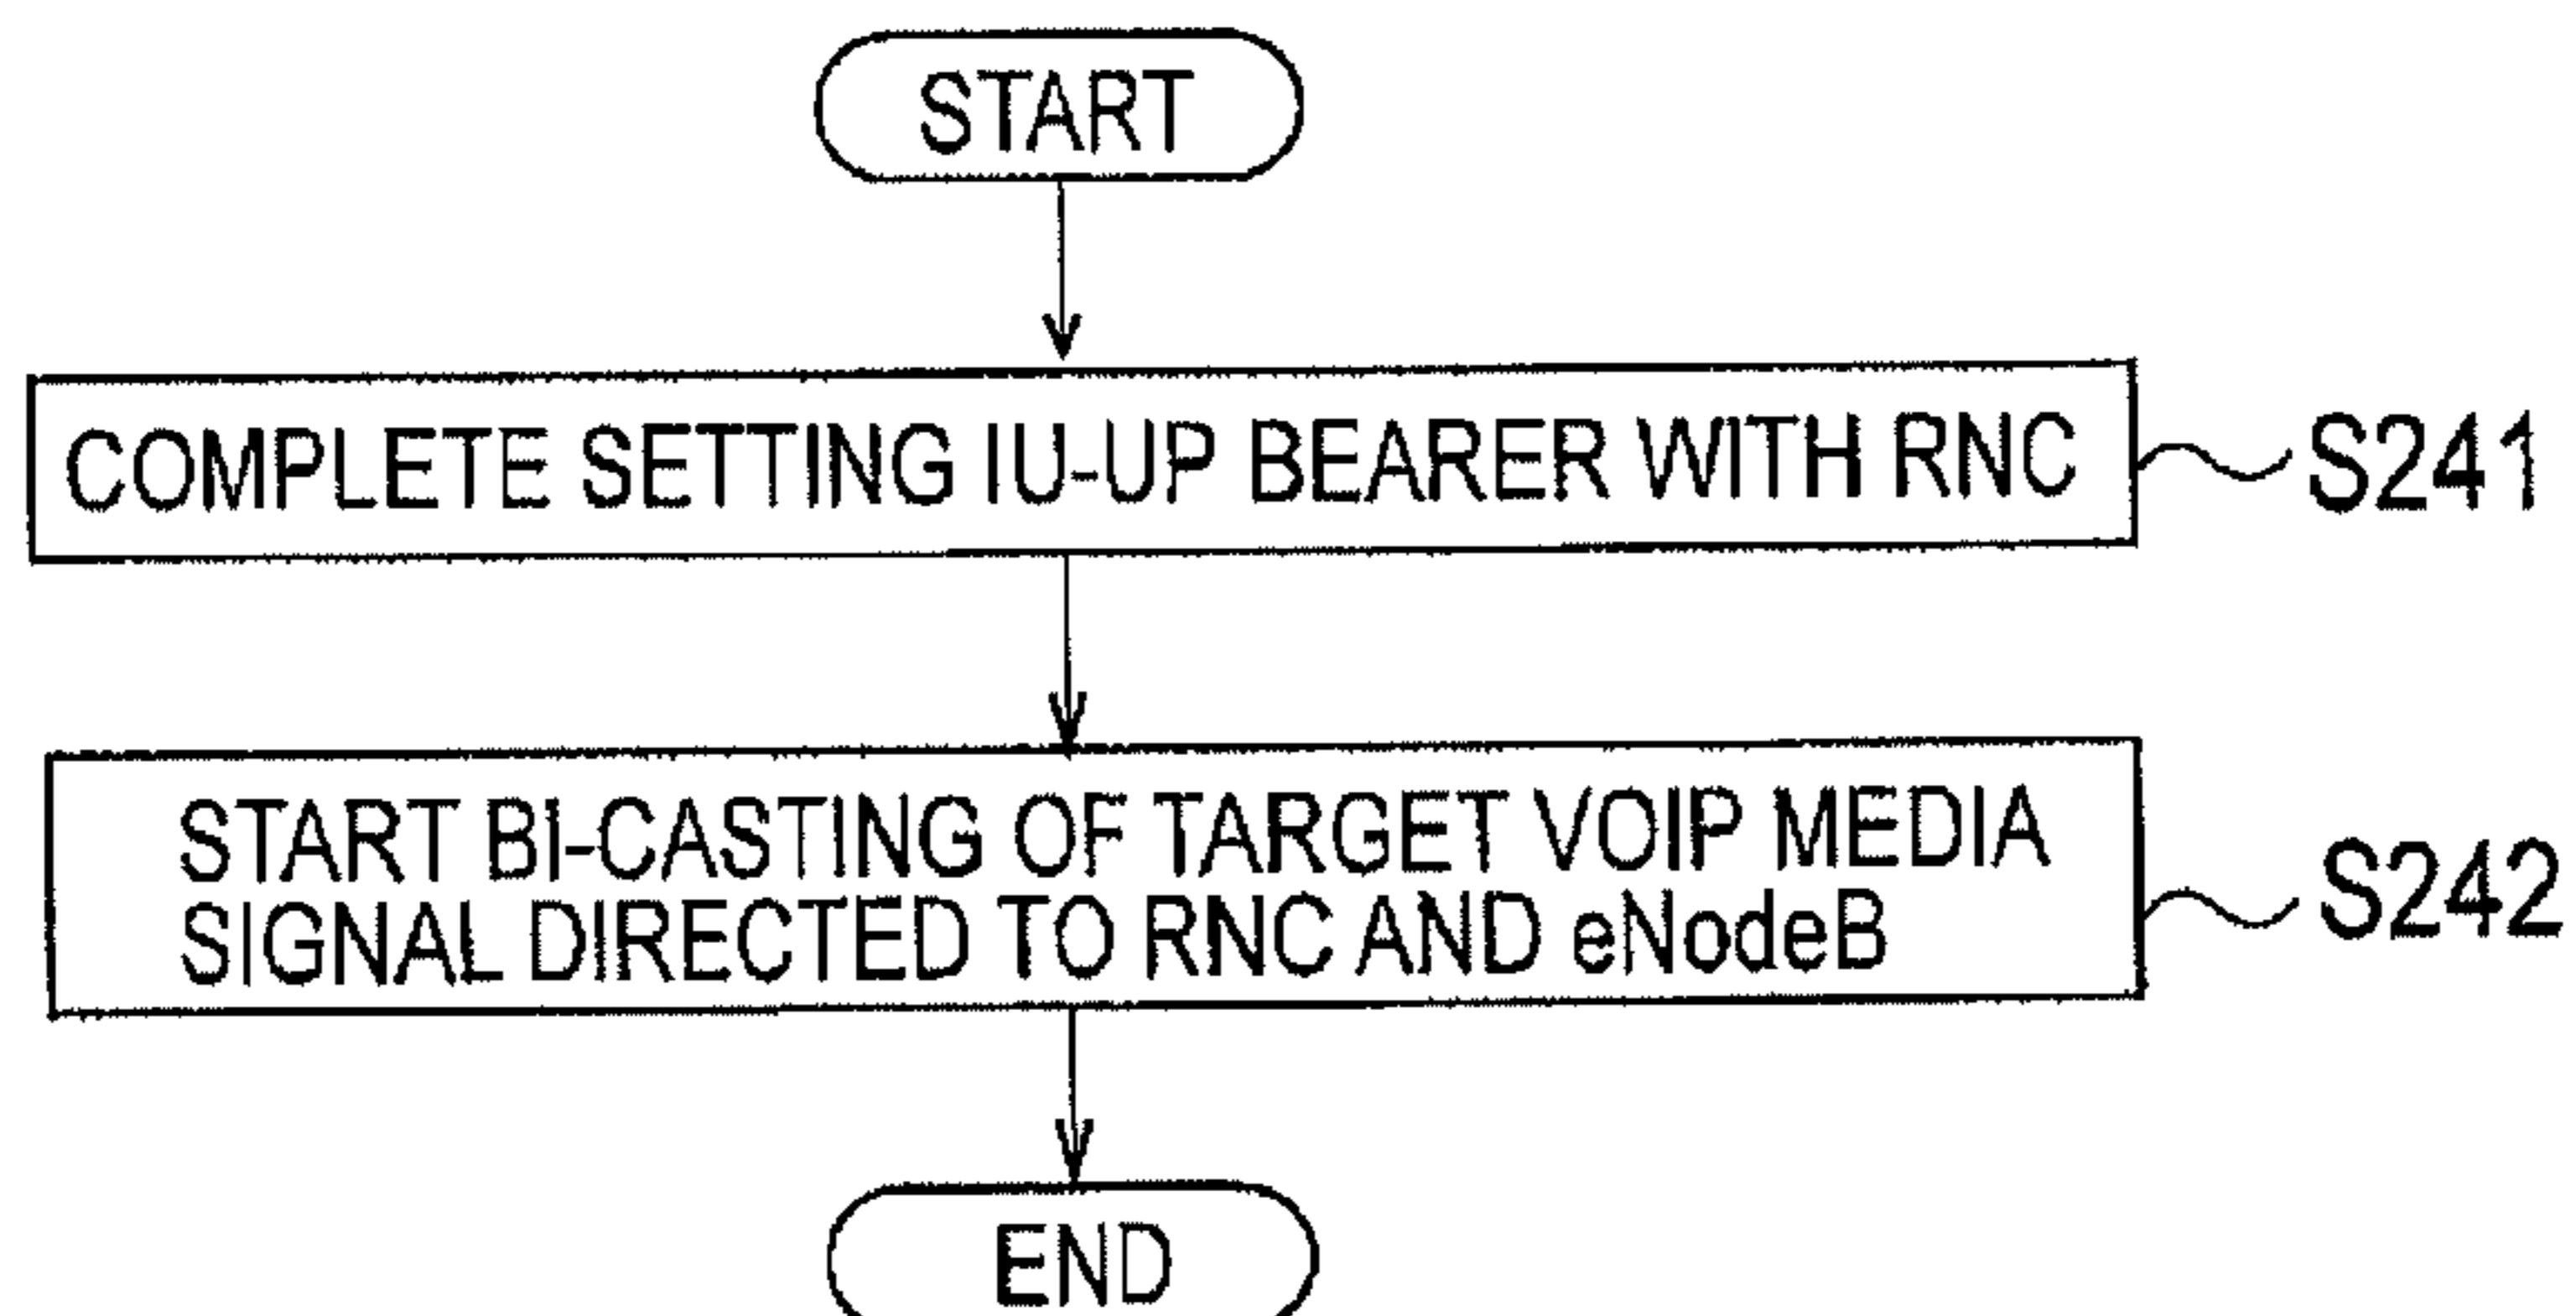 START
COMPLETE SETTING IU-UP BEARER WITH RNC
S241
START BI-CASTING OF TARGET VOIP MEDIA
SIGNAL DIRECTED TO RNC AND eNodeB
S242
END